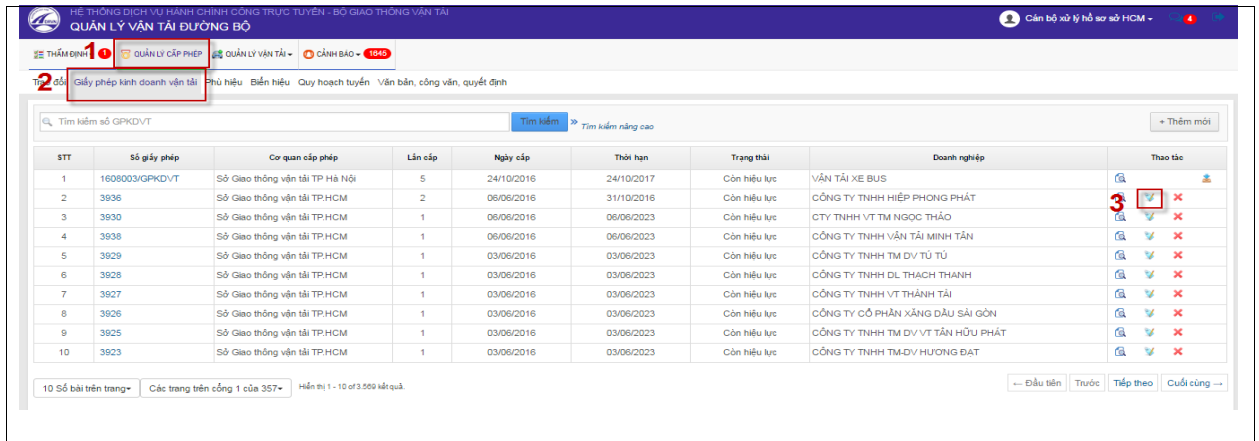 HỆ THỐNG DỊCH VỤ HÀNH CHÍNH CÔNG TRỰC TUYẾN - BỘ GIAO THÔNG VẬN TẢI
QUẢN LÝ VẬN TẢI ĐƯỜNG BỘ
Cán bộ xử lý hồ sơ sở HCM 4
THẨM ĐỊNH 1 QUẢN LÝ CẤP PHÉP QUẢN LÝ VẬN TẢI CẢNH BÁO 1845
1
Giấy phép kinh doanh vận tải Phù hiệu Biển hiệu Quy hoạch tuyến Văn bản, công văn, quyết định
2
Tìm kiếm số GPKDVT Tìm kiếm » Tìm kiếm nâng cao + Thêm mới
STT Số giấy phép Cơ quan cấp phép Lần cấp Ngày cấp Thời hạn Trạng thái Doanh nghiệp Thao tác
1 1608003/GPKDVT Sở Giao thông vận tải TP Hà Nội 5 24/10/2016 24/10/2017 Còn hiệu lực VẬN TẢI XE BUS
2 3936 Sở Giao thông vận tải TP.HCM 2 06/06/2016 31/10/2016 Còn hiệu lực CÔNG TY TNHH HIỆP PHONG PHÁT
3
3 3930 Sở Giao thông vận tải TP.HCM 1 06/06/2016 06/06/2023 Còn hiệu lực CTY TNHH VT TM NGỌC THẢO
4 3938 Sở Giao thông vận tải TP.HCM 1 06/06/2016 06/06/2023 Còn hiệu lực CÔNG TY TNHH VẬN TẢI MINH TÂN
5 3929 Sở Giao thông vận tải TP.HCM 1 03/06/2016 03/06/2023 Còn hiệu lực CÔNG TY TNHH TM DV TÚ TÚ
6 3928 Sở Giao thông vận tải TP.HCM 1 03/06/2016 03/06/2023 Còn hiệu lực CÔNG TY TNHH DL THẠCH THANH
7 3927 Sở Giao thông vận tải TP.HCM 1 03/06/2016 03/06/2023 Còn hiệu lực CÔNG TY TNHH VT THÀNH TÀI
8 3926 Sở Giao thông vận tải TP.HCM 1 03/06/2016 03/06/2023 Còn hiệu lực CÔNG TY CỔ PHẦN XĂNG DẦU SÀI GÒN
9 3925 Sở Giao thông vận tải TP.HCM 1 03/06/2016 03/06/2023 Còn hiệu lực CÔNG TY TNHH TM DV VT TẤN HỮU PHÁT
10 3923 Sở Giao thông vận tải TP.HCM 1 03/06/2016 03/06/2023 Còn hiệu lực CÔNG TY TNHH TM-DV HƯƠNG ĐẠT
10 Số bài trên trang Các trang trên cổng 1 của 357 Hiển thị 1 - 10 of 3.569 kết quả. ← Đầu tiên Trước Tiếp theo Cuối cùng →